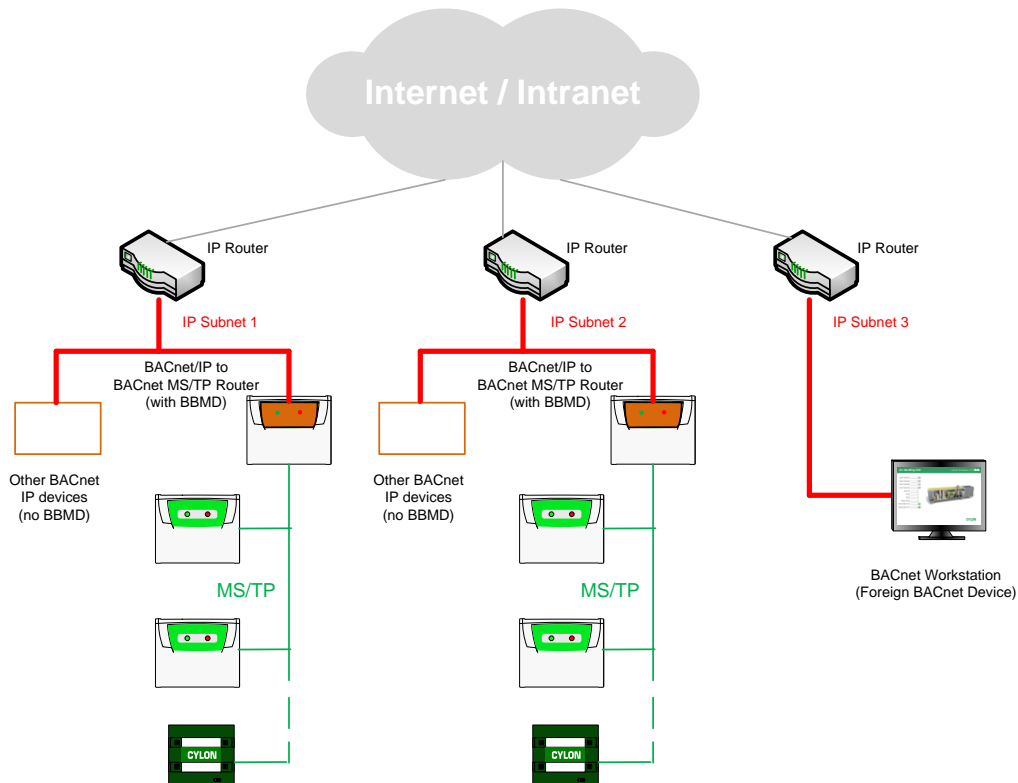 Internet / Intranet
IP Router
IP Router
IP Router
IP Subnet 1
IP Subnet 2
IP Subnet 3
BACnet/IP to
BACnet MS/TP Router
(with BBMD)
BACnet/IP to
BACnet MS/TP Router
(with BBMD)
Other BACnet
IP devices
(no BBMD)
Other BACnet
IP devices
(no BBMD)
CYLON
BACnet Workstation
(Foreign BACnet Device)
MS/TP
MS/TP
CYLON
CYLON